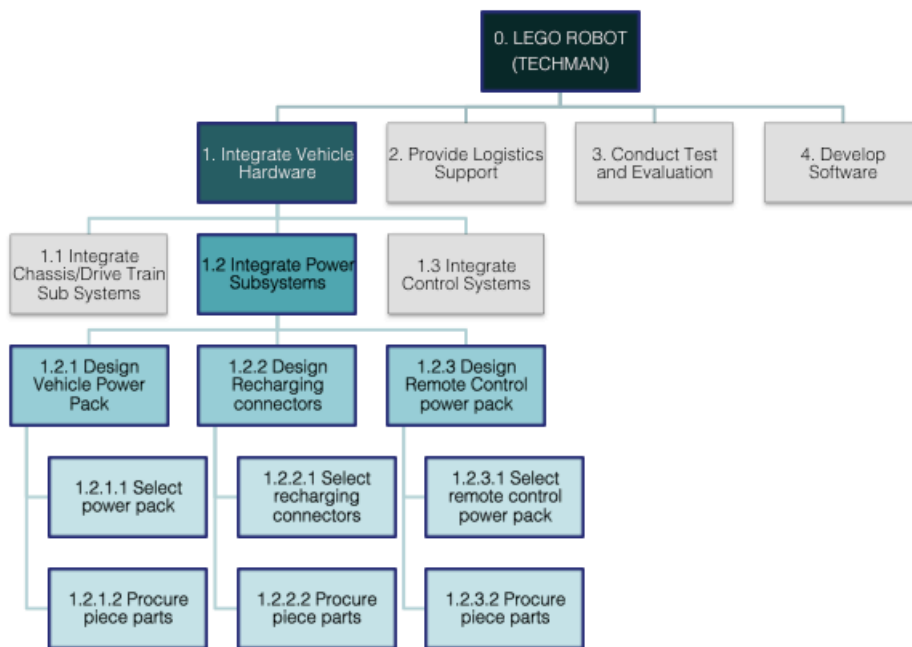 0. LEGO ROBOT
(TECHMAN)
1. Integrate Vehicle
Hardware
2. Provide Logistics
Support
3. Conduct Test
and Evaluation
4. Develop
Software
1.1 Integrate
Chassis/Drive Train
Sub Systems
1.2 Integrate Power
Subsystems
1.3 Integrate
Control Systems
1.2.1 Design
Vehicle Power
Pack
1.2.2 Design
Recharging
connectors
1.2.3 Design
Remote Control
power pack
1.2.1.1 Select
power pack
1.2.2.1 Select
recharging
connectors
1.2.3.1 Select
remote control
power pack
1.2.1.2 Procure
piece parts
1.2.2.2 Procure
piece parts
1.2.3.2 Procure
piece parts